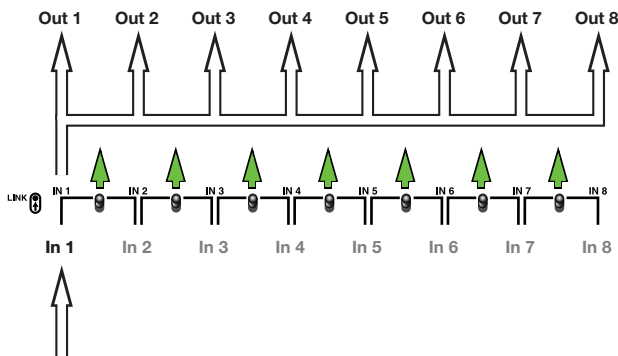 Out 1 Out 2 Out 3 Out 4 Out 5 Out 6 Out 7 Out 8
LINK IN 1 IN 2 IN 3 IN 4 IN 5 IN 6 IN 7 IN 8
In 1 In 2 In 3 In 4 In 5 In 6 In 7 In 8